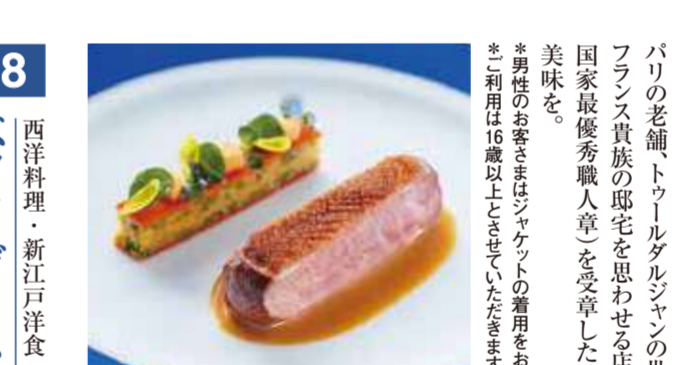 パリの老舗、トゥールダルジャンの世
フランス貴族の邸宅を思わせる店
国家最優秀職人章）を受章した
美味を。
＊男性のお客さまはジャケットの着用をお
＊ご利用は16歳以上とさせていただきます
8
西洋料理・新江戸洋食